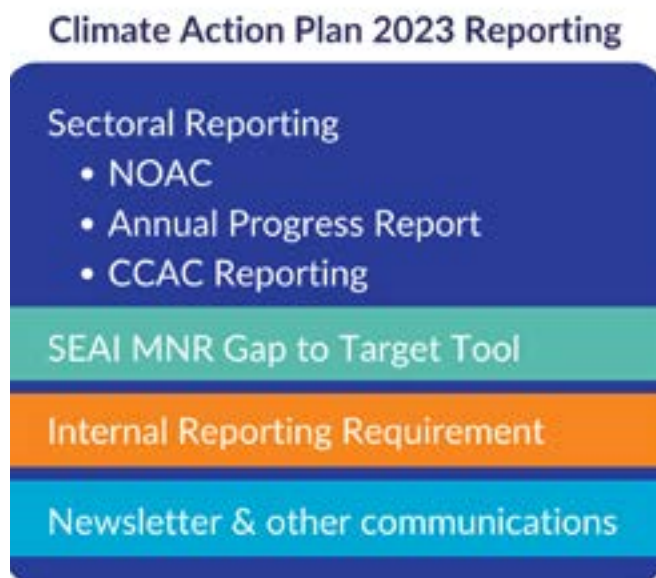 Climate Action Plan 2023 Reporting
Sectoral Reporting
• NOAC
• Annual Progress Report
• CCAC Reporting
SEAI MNR Gap to Target Tool
Internal Reporting Requirement
Newsletter & other communications